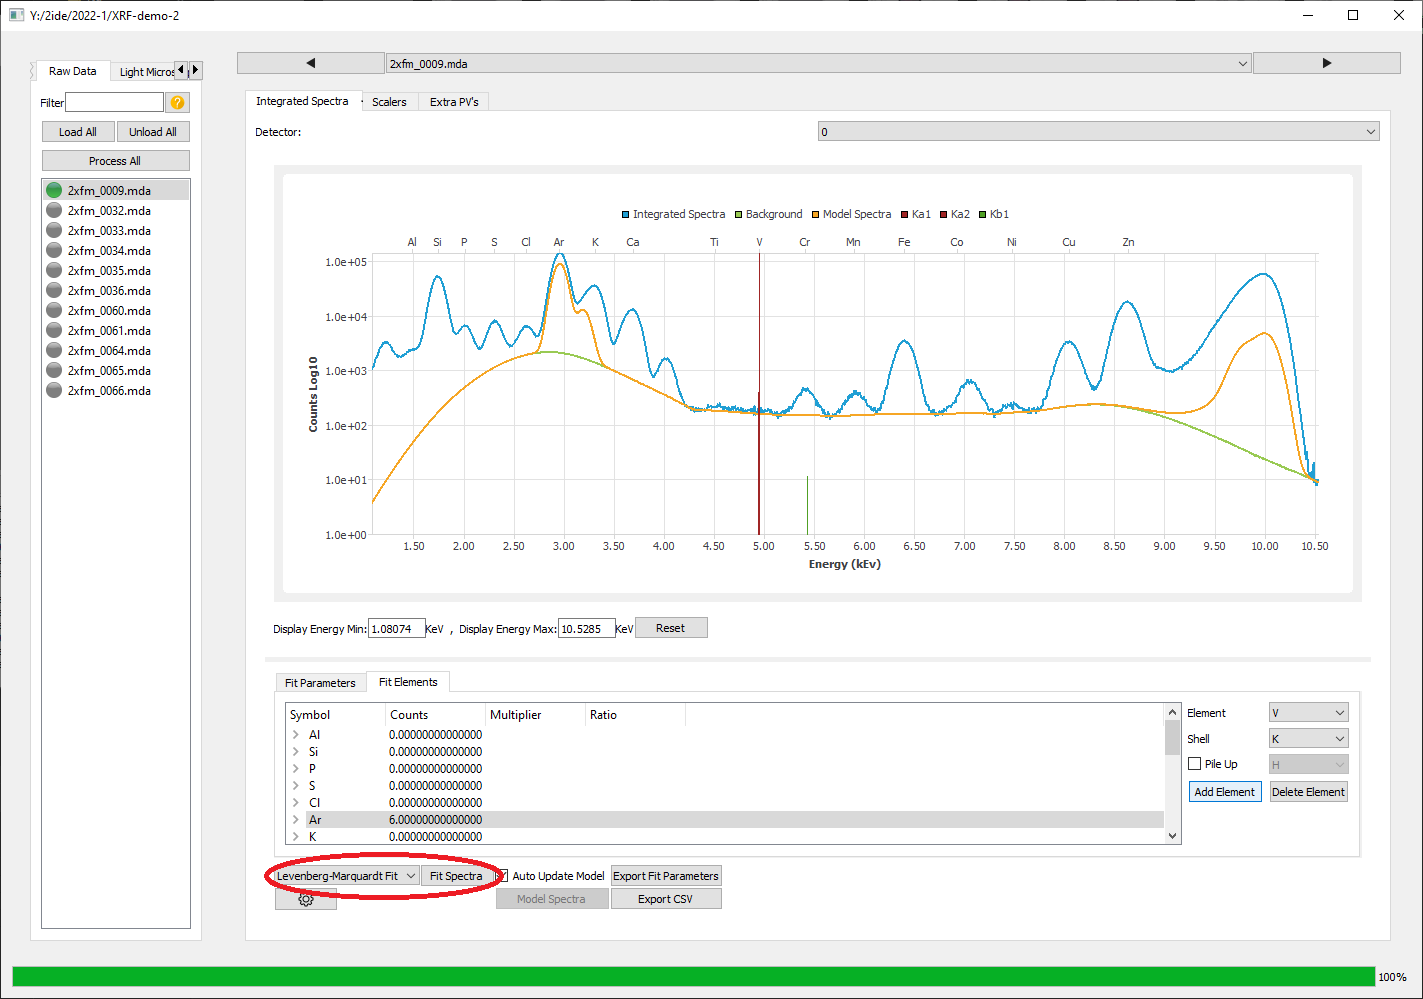 Y:/2ide/2022-1/XRF-demo-2
Raw Data
Light Micros
Filter
?
Load All
Unload All
Process All
2xfm_0009.mda
2xfm_0032.mda
2xfm_0033.mda
2xfm_0034.mda
2xfm_0035.mda
2xfm_0036.mda
2xfm_0060.mda
2xfm_0061.mda
2xfm_0064.mda
2xfm_0065.mda
2xfm_0066.mda
2xfm_0009.mda
Integrated Spectra
Scalers
Extra PV's
Detector:
0
Integrated Spectra Background Model Spectra Ka1 Ka2 Kb1
Al Si P S Cl Ar K Ca Ti V Cr Mn Fe Co Ni Cu Zn
1.0e+05
1.0e+04
1.0e+03
1.0e+02
1.0e+01
1.0e+00
Counts Log10
1.50 2.00 2.50 3.00 3.50 4.00 4.50 5.00 5.50 6.00 6.50 7.00 7.50 8.00 8.50 9.00 9.50 10.00 10.50
Energy (kEv)
Display Energy Min: 1.08074 KeV , Display Energy Max: 10.5285 KeV Reset
Fit Parameters
Fit Elements
Symbol Counts Multiplier Ratio
Al 0.00000000000000
Si 0.00000000000000
P 0.00000000000000
S 0.00000000000000
Cl 0.00000000000000
Ar 6.00000000000000
K 0.00000000000000
Element V
Shell K
Pile Up H
Add Element Delete Element
Levenberg-Marquardt Fit Fit Spectra Auto Update Model Export Fit Parameters
Model Spectra Export CSV
100%